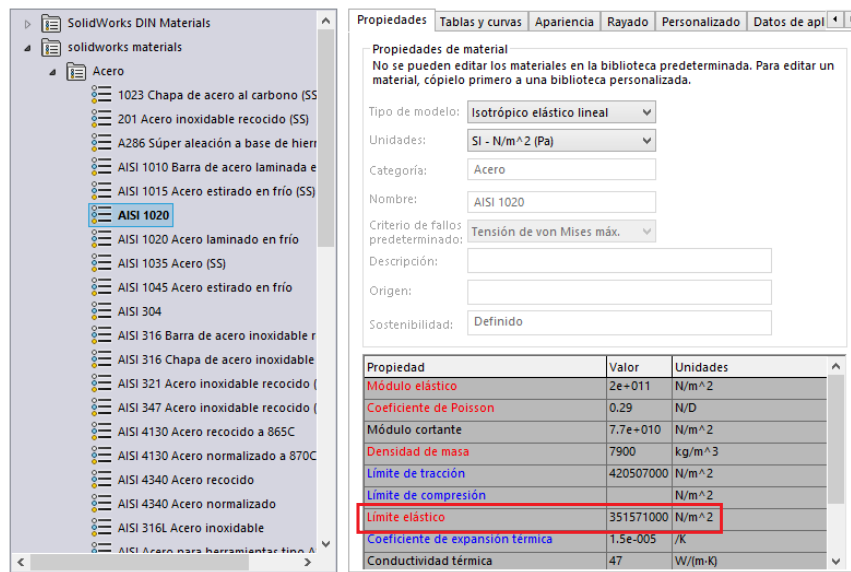 SolidWorks DIN Materials
solidworks materials
Acero
1023 Chapa de acero al carbono (SS
201 Acero inoxidable recocido (SS)
A286 Súper aleación a base de hierr
AISI 1010 Barra de acero laminada e
AISI 1015 Acero estirado en frío (SS)
AISI 1020
AISI 1020 Acero laminado en frío
AISI 1035 Acero (SS)
AISI 1045 Acero estirado en frío
AISI 304
AISI 316 Barra de acero inoxidable r
AISI 316 Chapa de acero inoxidable
AISI 321 Acero inoxidable recocido (
AISI 347 Acero inoxidable recocido (
AISI 4130 Acero recocido a 865C
AISI 4130 Acero normalizado a 870C
AISI 4340 Acero recocido
AISI 4340 Acero normalizado
AISI 316L Acero inoxidable
AISI Acero para herramientas tipo A
Propiedades Tablas y curvas Apariencia Rayado Personalizado Datos de apl
Propiedades de material
No se pueden editar los materiales en la biblioteca predeterminada. Para editar un
material, cópielo primero a una biblioteca personalizada.
Tipo de modelo: Isotrópico elástico lineal
Unidades: SI - N/m^2 (Pa)
Categoría: Acero
Nombre: AISI 1020
Criterio de fallos
predeterminado: Tensión de von Mises máx.
Descripción:
Origen:
Sostenibilidad: Definido
Propiedad Valor Unidades
Módulo elástico 2e+011 N/m^2
Coeficiente de Poisson 0.29 N/D
Módulo cortante 7.7e+010 N/m^2
Densidad de masa 7900 kg/m^3
Límite de tracción 420507000 N/m^2
Límite de compresión N/m^2
Límite elástico 351571000 N/m^2
Coeficiente de expansión térmica 1.5e-005 /K
Conductividad térmica 47 W/(m·K)